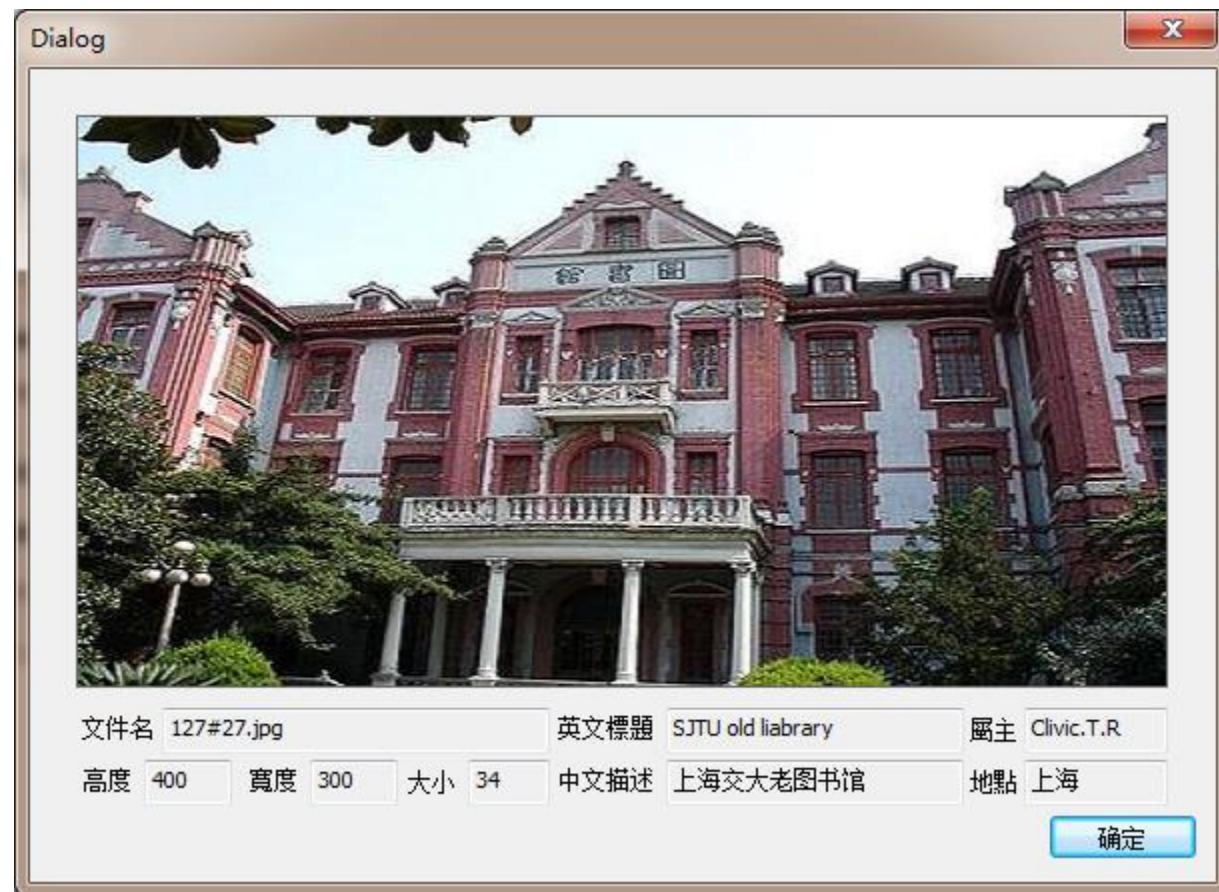 Dialog
館書圖
文件名 127#27.jpg 英文標題 SJTU old liabrary 屬主 Clivic.T.R
高度 400 寬度 300 大小 34 中文描述 上海交大老图书馆 地點 上海
确定